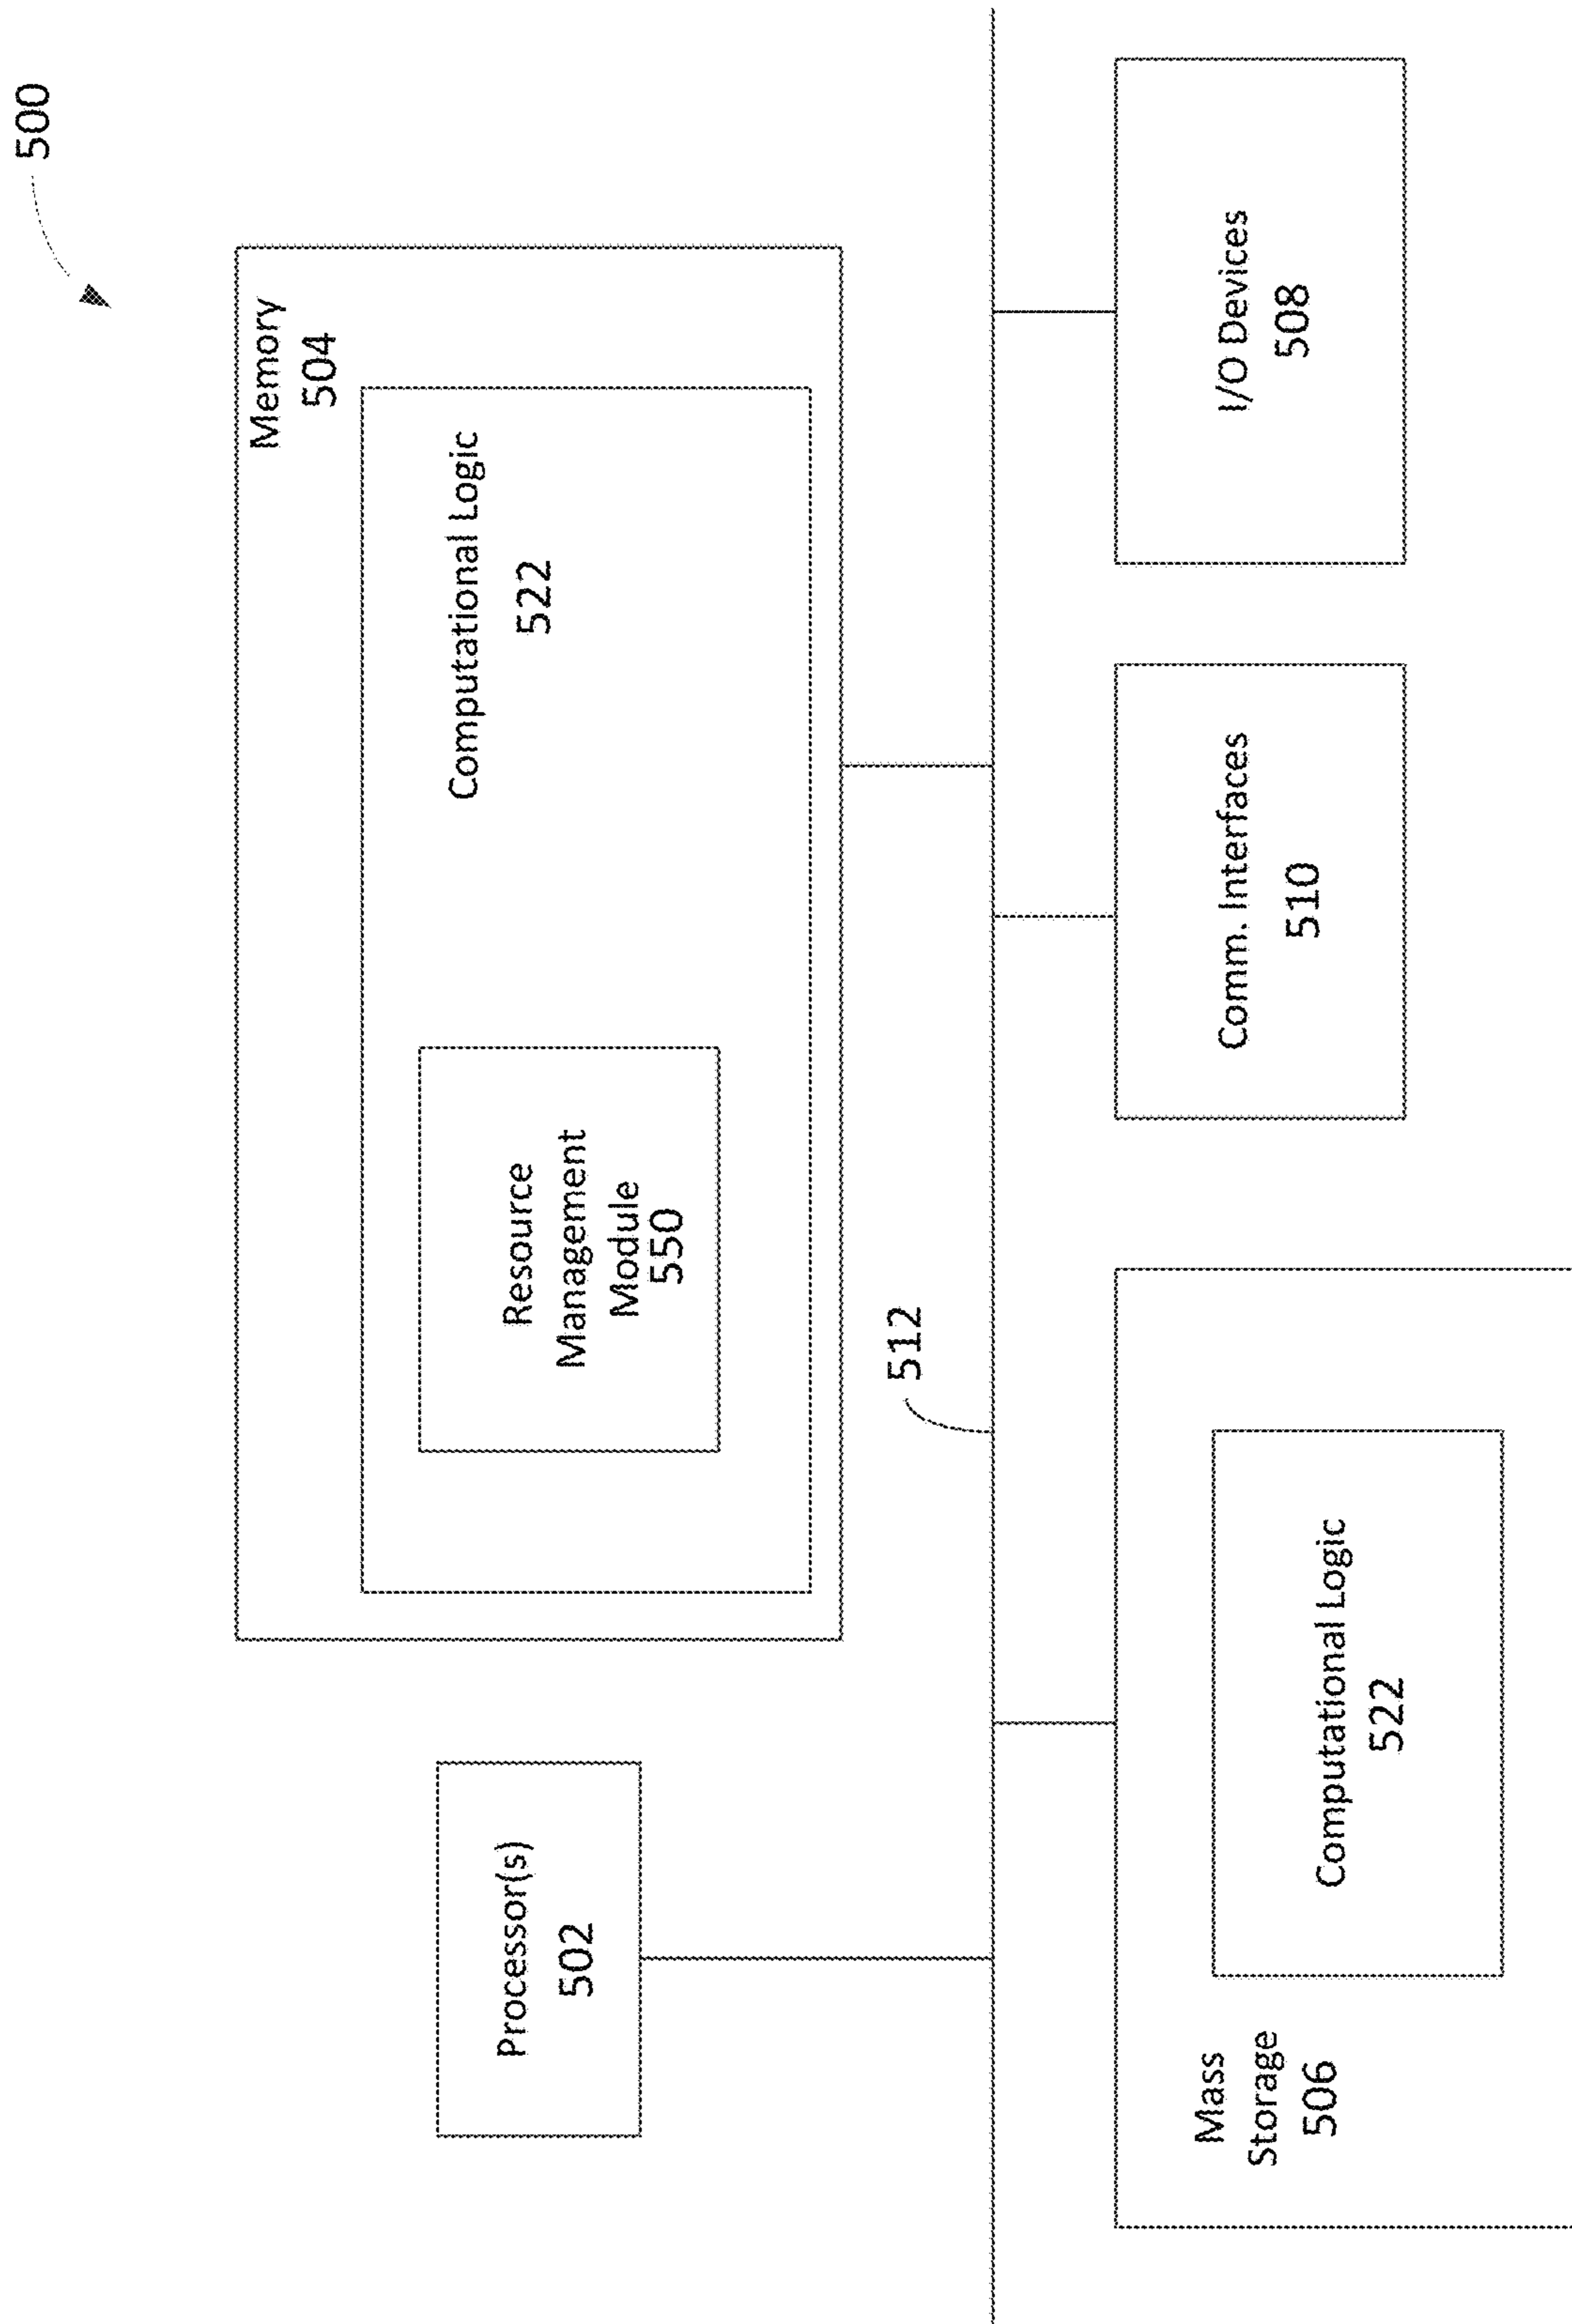 500
Memory
504
Computational Logic
522
Resource
Management
Module
550
Processor(s)
502
512
Mass
Storage
506
Computational Logic
522
Comm. Interfaces
510
I/O Devices
508